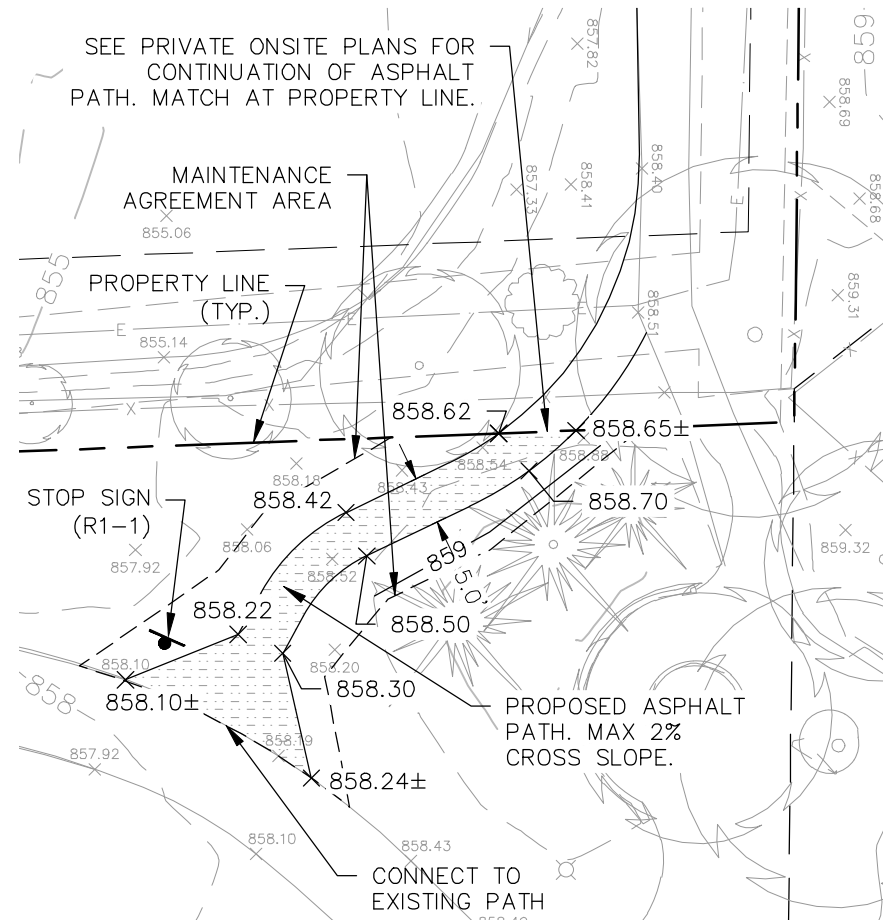 SEE PRIVATE ONSITE PLANS FOR
CONTINUATION OF ASPHALT
PATH. MATCH AT PROPERTY LINE.
857.82
859
858.69
MAINTENANCE
AGREEMENT AREA
857.33
858.41
858.40
858.68
855.06
E
X
855
PROPERTY LINE
(TYP.)
E
E
E
858.51
859.31
X
855.14
X
858.62
858.65±
858.18
858.43
858.54
858.88
STOP SIGN
(R1-1)
858.42
858.70
858.06
857.92
859
859.32
858.52
5.0'
858.22
858.50
858.10
858.20
858
858.10±
858.30
PROPOSED ASPHALT
PATH. MAX 2%
CROSS SLOPE.
857.92
858.19
858.24±
858.10
858.43
CONNECT TO
EXISTING PATH